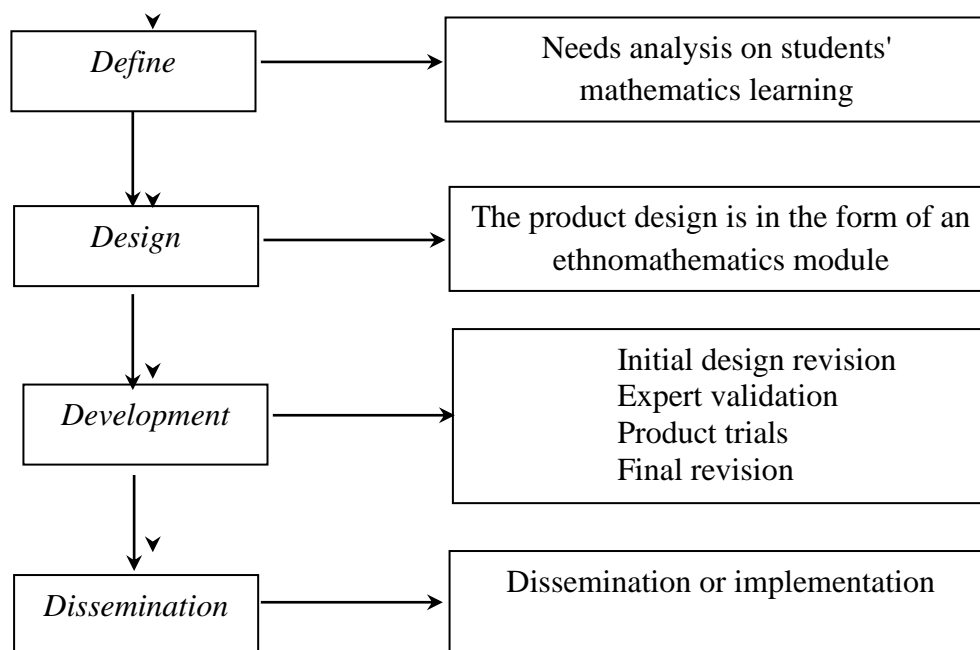 Define
Needs analysis on students'
mathematics learning
Design
The product design is in the form of an
ethnomathematics module
Development
Initial design revision
Expert validation
Product trials
Final revision
Dissemination
Dissemination or implementation